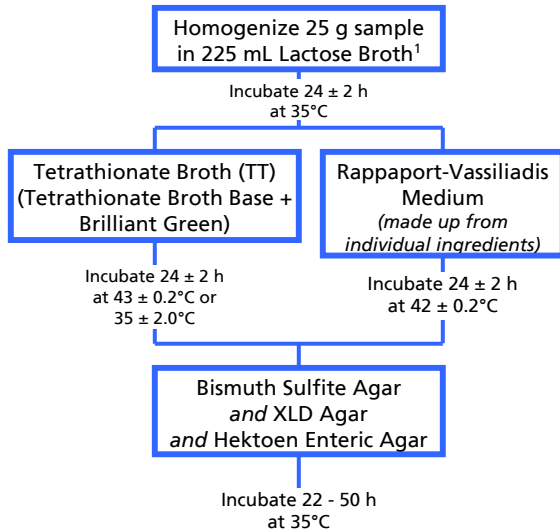 Homogenize 25 g sample
in 225 mL Lactose Broth¹
Incubate 24 ± 2 h
at 35°C
Tetrathionate Broth (TT)
(Tetrathionate Broth Base +
Brilliant Green)
Rappaport-Vassiliadis
Medium
(made up from
individual ingredients)
Incubate 24 ± 2 h
at 43 ± 0.2°C or
35 ± 2.0°C
Incubate 24 ± 2 h
at 42 ± 0.2°C
Bismuth Sulfite Agar
and XLD Agar
and Hektoen Enteric Agar
Incubate 22 - 50 h
at 35°C